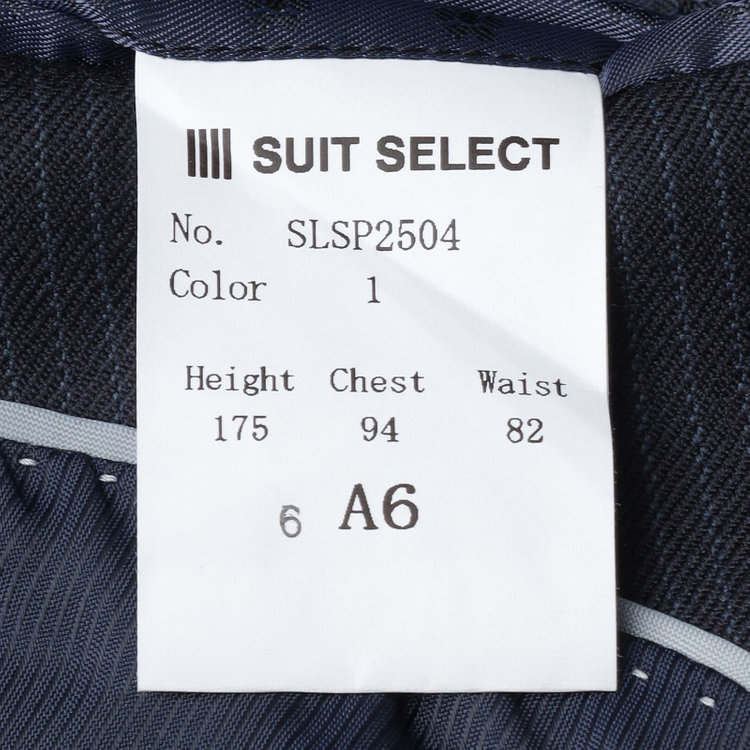 SUIT SELECT
No. SLSP2504
Color 1
Height Chest Waist
175 94 82
6 A6